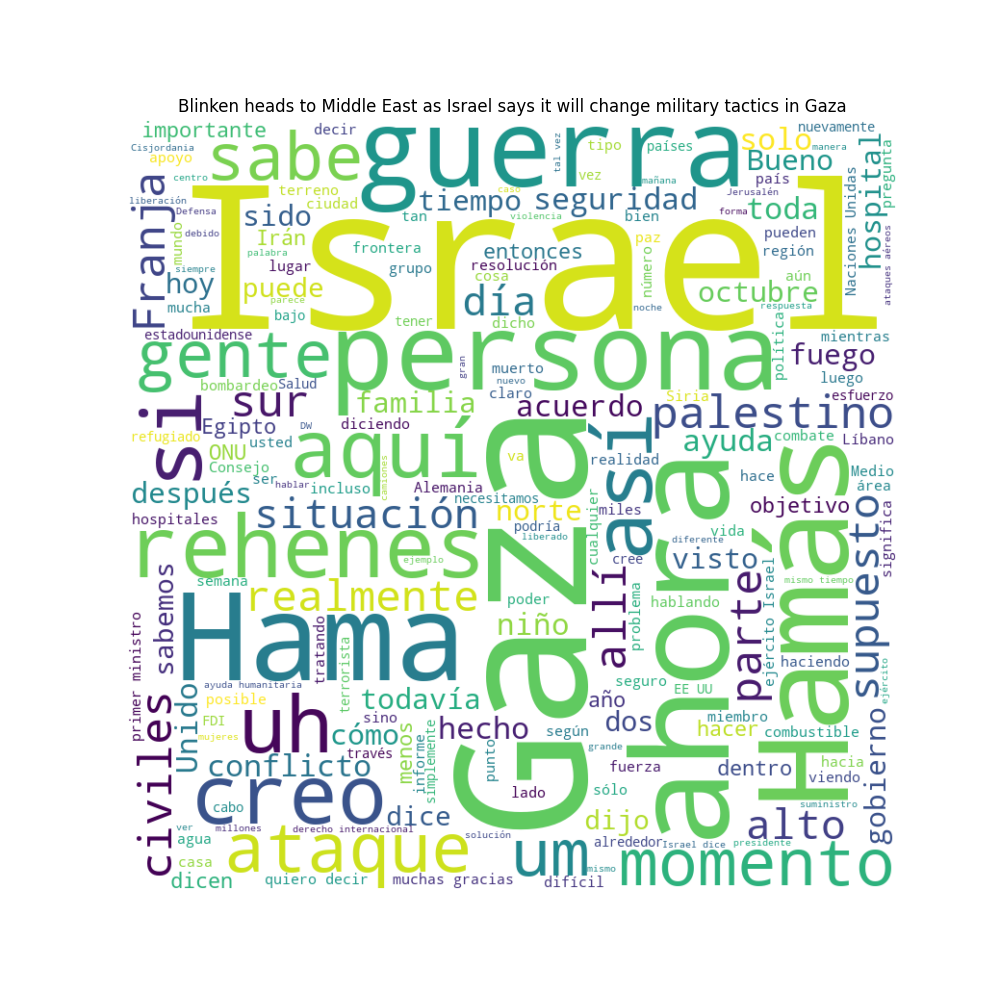 Blinken heads to Middle East as Israel says it will change military tactics in Gaza
importante
decir
guerra
tal vez
tipo
países
solo
nuevamente
manera
Cisjordania
apoyo
sabe
Bueno
hospital
pregunta
centro
vez
mañana
país
Naciones Unidas
liberación
Franja
terreno
ciudad
caso
tiempo
seguridad
Jerusalén
Defensa
mundo
sido
tan
violencia
bien
forma
toda
debido
Israel
Irán
palabra
frontera
entonces
paz
pueden
región
ataques aéreos
siempre
lugar
grupo
resolución
cosa
número
hoy
puede
parece
día
octubre
aún
respuesta
mucha
bajo
tener
dicho
noche
estadounidense
política
mientras
gente
persona
gran
muerto
nuevo
fuego
luego
bombardeo
Salud
claro
Siria
esfuerzo
si
sur
familia
acuerdo
palestino
Egipto
DW
diciendo
refugiado
ONU
usted
aquí
Gaza
así
ayuda
combate
Líbano
Consejo
ser
hablar
incluso
camiones
Alemania
va
realidad
ahora
hace
Hamas
Medio
área
después
necesitamos
cualquier
miles
objetivo
supuesto
significa
hospitales
situación
norte
podría
liberado
diferente
vida
rehenes
ejemplo
cree
visto
parte
mismo tiempo
semana
sabemos
realmente
poder
allí
problema
hablando
ejército Israel
Hama
niño
haciendo
primer ministro
tratando
terrorista
seguro
EE UU
ejército
ayuda humanitaria
civiles
Unido
posible
todavía
año
miembro
gobierno
FDI
uh
sino
hecho
dos
hacer
combustible
mujeres
cómo
menos
informe
simplemente
según
través
punto
grande
hacia
conflicto
fuerza
dentro
viendo
creo
lado
sólo
cabo
dice
suministro
ver
millones
derecho internacional
solución
dijo
alto
agua
alrededor
Israel dice
presidente
casa
ataque
um
mismo
momento
dicen
quiero decir
muchas gracias
difícil